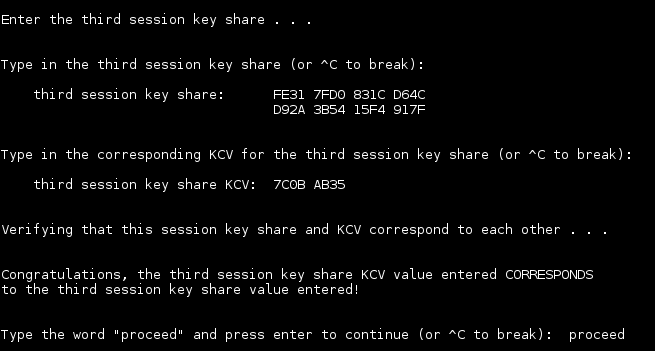 Enter the third session key share . . .
Type in the third session key share (or ^C to break):
third session key share: FE31 7FD0 831C D64C
D92A 3B54 15F4 917F
Type in the corresponding KCV for the third session key share (or ^C to break):
third session key share KCV: 7C0B AB35
Verifying that this session key share and KCV correspond to each other . . .
Congratulations, the third session key share KCV value entered CORRESPONDS
to the third session key share value entered!
Type the word "proceed" and press enter to continue (or ^C to break): proceed